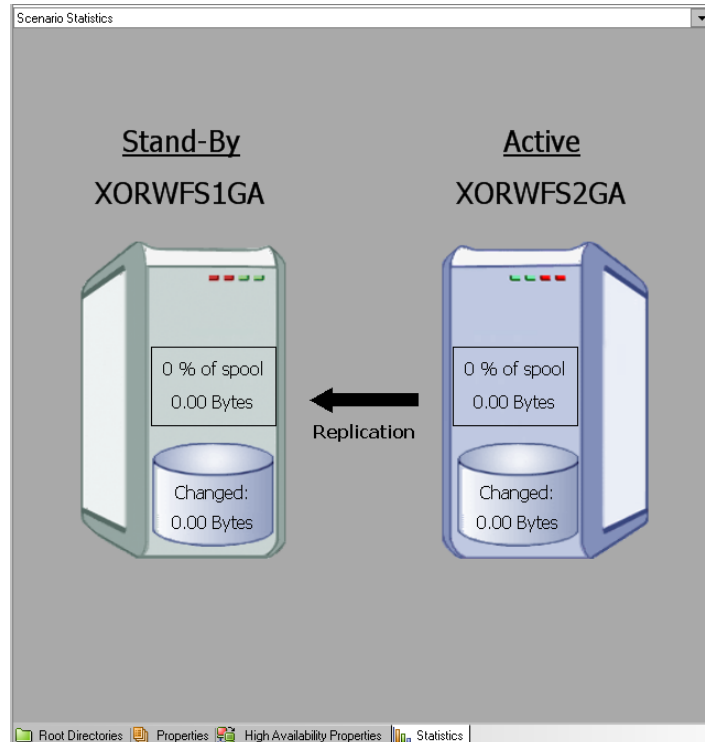 Scenario Statistics
Stand-By
XORWFS1GA
Active
XORWFS2GA
0 % of spool
0.00 Bytes
0 % of spool
0.00 Bytes
Replication
Changed:
0.00 Bytes
Changed:
0.00 Bytes
Root Directories Properties High Availability Properties Statistics